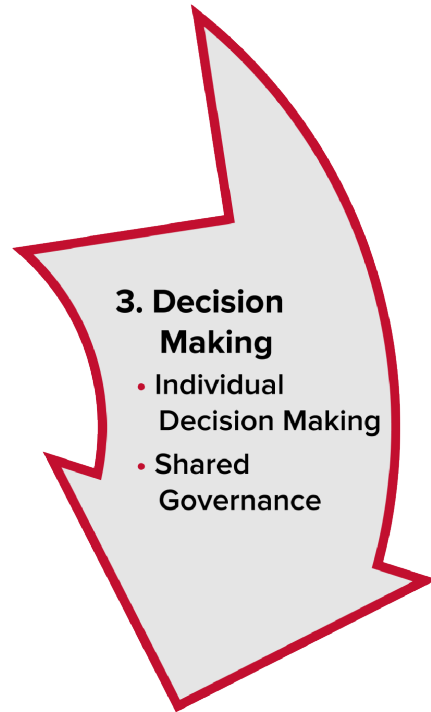 3. Decision
Making
• Individual
Decision Making
• Shared
Governance